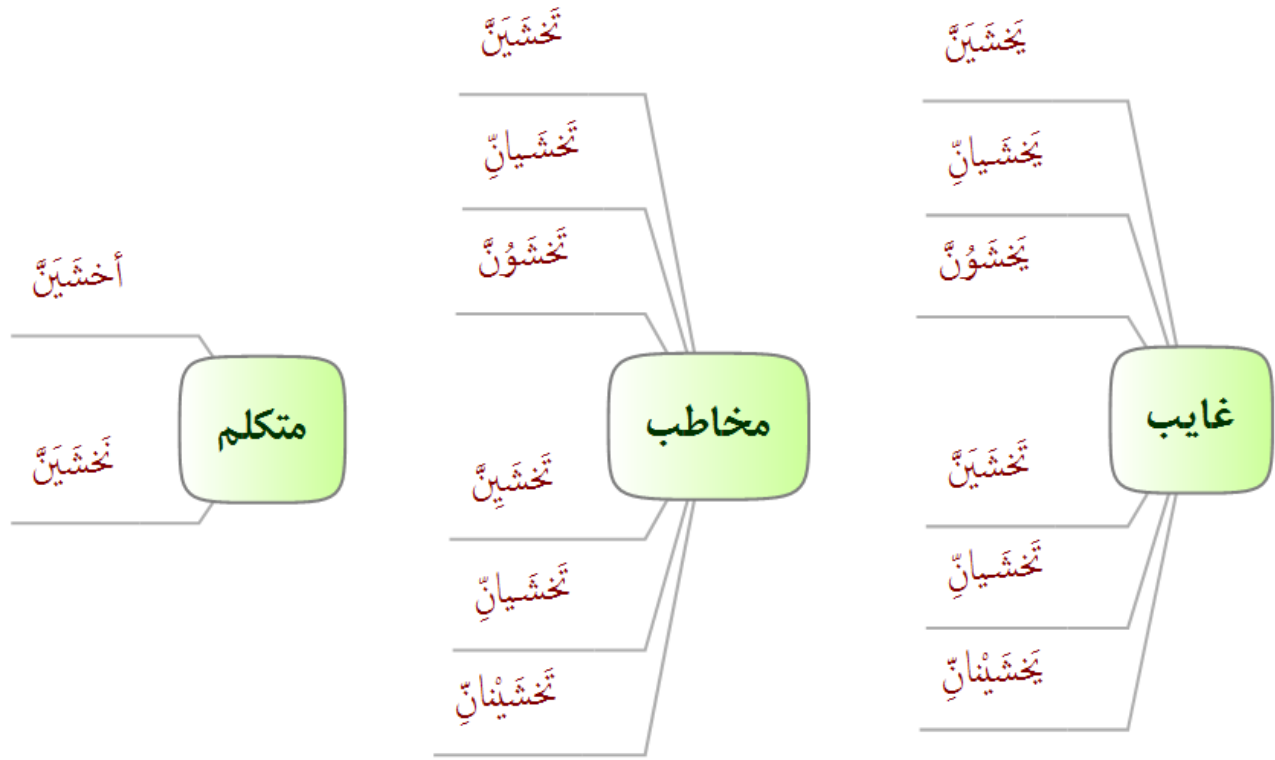 يَخشَيَنَّ
يَخشَيانِّ
يَخشَوُنَّ
غايب
تَخشَيَنَّ
تَخشَيانِّ
يَخشَيْنانِّ
تَخشَيَنَّ
تَخشَيانِّ
تَخشَوُنَّ
مخاطب
تَخشَيِنَّ
تَخشَيانِّ
تَخشَيْنانِّ
أخشَيَنَّ
متكلم
نَخشَيَنَّ